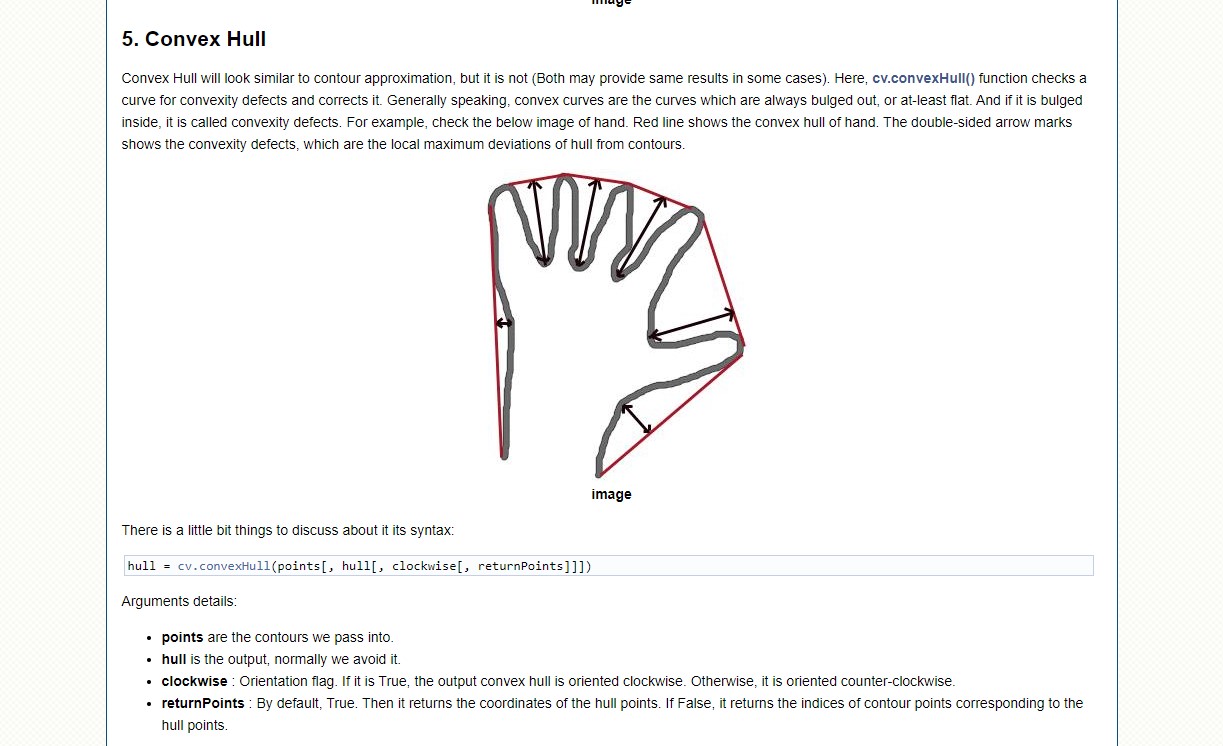 image
5. Convex Hull
Convex Hull will look similar to contour approximation, but it is not (Both may provide same results in some cases). Here, cv.convexHull() function checks a
curve for convexity defects and corrects it. Generally speaking, convex curves are the curves which are always bulged out, or at-least flat. And if it is bulged
inside, it is called convexity defects. For example, check the below image of hand. Red line shows the convex hull of hand. The double-sided arrow marks
shows the convexity defects, which are the local maximum deviations of hull from contours.
image
There is a little bit things to discuss about it its syntax:
hull = cv.convexHull(points[, hull[, clockwise[, returnPoints]]])
Arguments details:
• points are the contours we pass into.
• hull is the output, normally we avoid it.
• clockwise : Orientation flag. If it is True, the output convex hull is oriented clockwise. Otherwise, it is oriented counter-clockwise.
• returnPoints : By default, True. Then it returns the coordinates of the hull points. If False, it returns the indices of contour points corresponding to the
hull points.